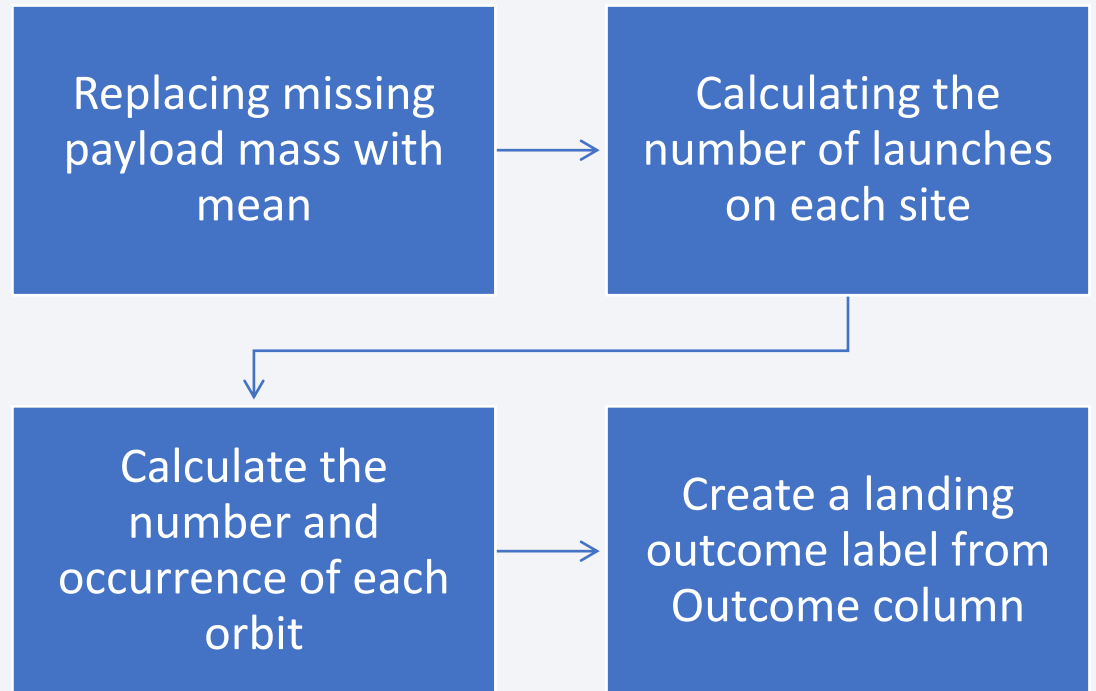 Replacing missing
payload mass with
mean
Calculating the
number of launches
on each site
Calculate the
number and
occurrence of each
orbit
Create a landing
outcome label from
Outcome column